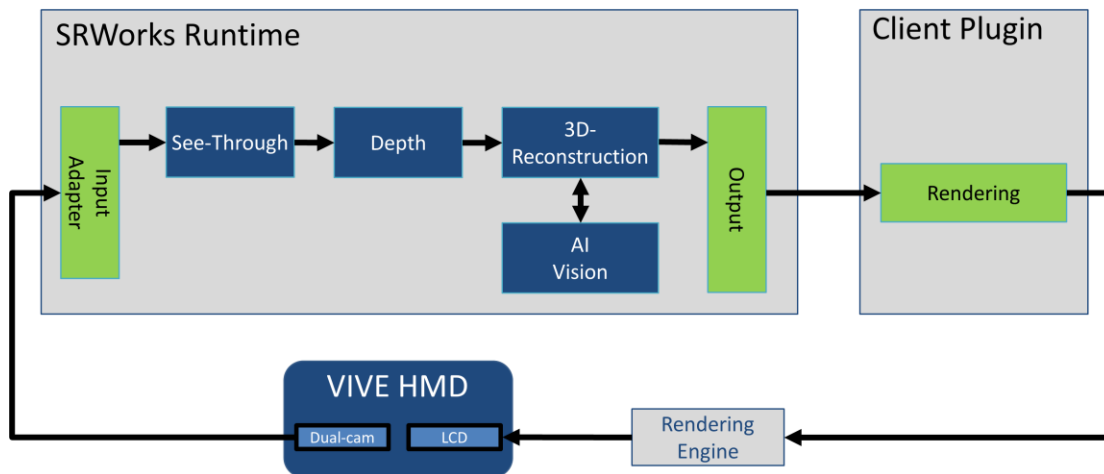 SRWorks Runtime
Client Plugin
Input
Adapter
See-Through
Depth
3D-
Reconstruction
AI
Vision
Output
Rendering
VIVE HMD
Dual-cam
LCD
Rendering
Engine